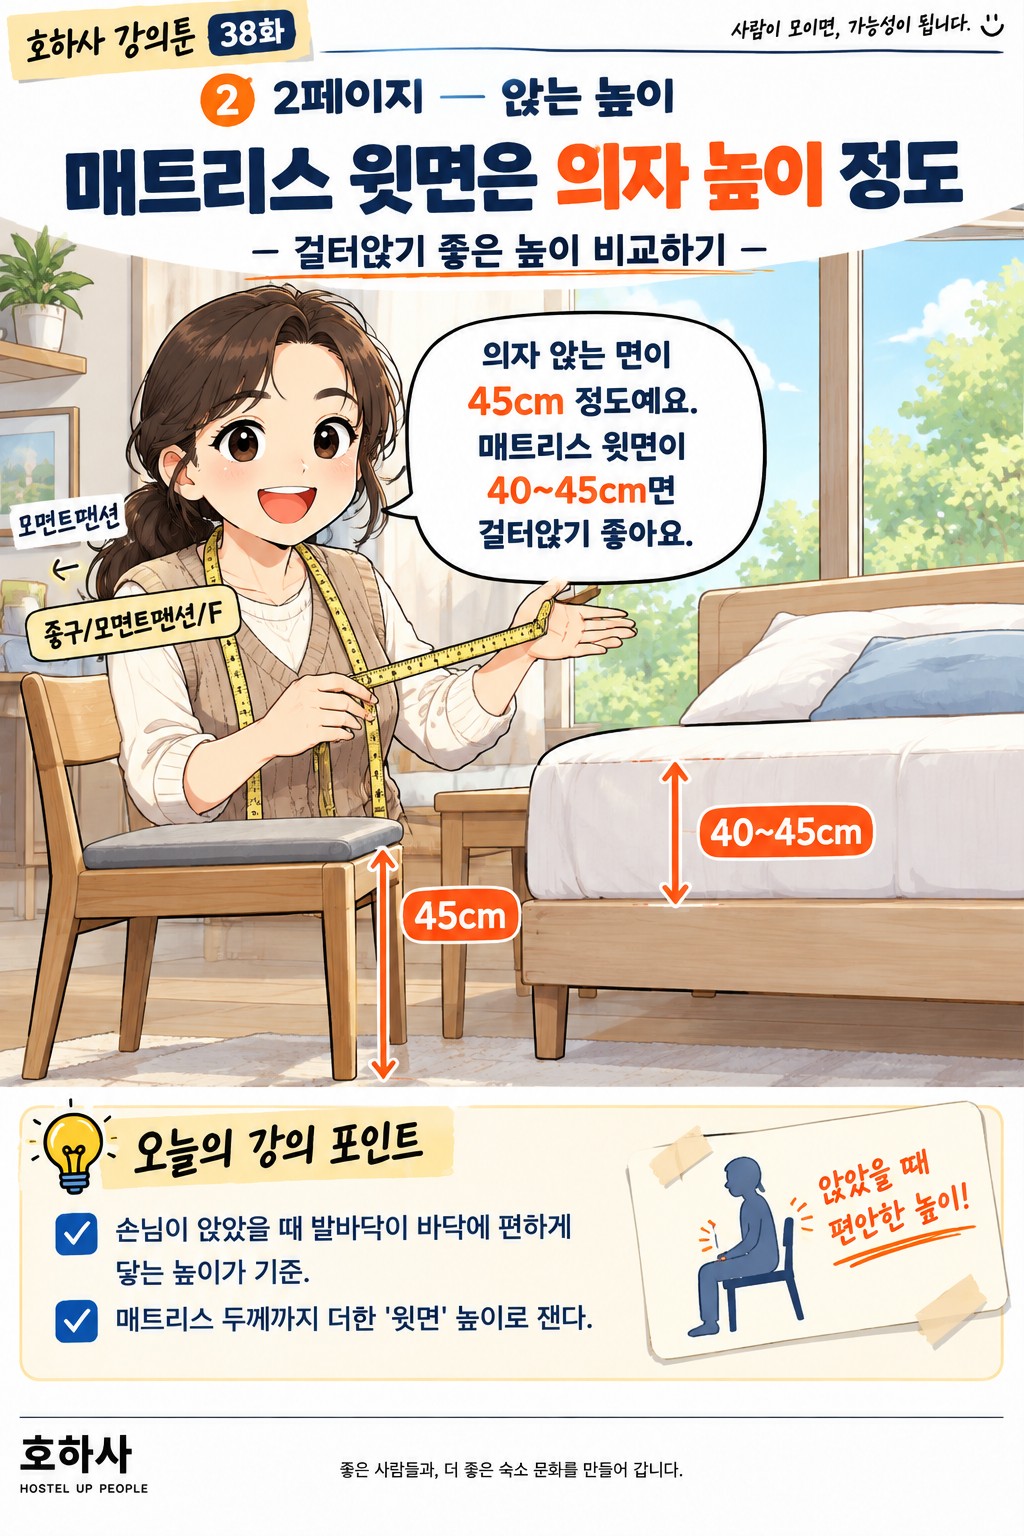 호하사 강의툰 38화
사람이 모이면, 가능성이 됩니다.
2 2페이지 — 앉는 높이
매트리스 윗면은 의자 높이 정도
– 걸터앉기 좋은 높이 비교하기 –
의자 앉는 면이
45cm 정도예요.
매트리스 윗면이
40~45cm면
걸터앉기 좋아요.
모면트땐션
←
종구/모면트맨션/F
40~45cm
45cm
오늘의 강의 포인트
손님이 앉았을 때 발바닥이 바닥에 편하게
닿는 높이가 기준.
매트리스 두께까지 더한 '윗면' 높이로 잰다.
앉았을 때
편안한 높이!
호하사
HOSTEL UP PEOPLE
좋은 사람들과, 더 좋은 숙소 문화를 만들어 갑니다.